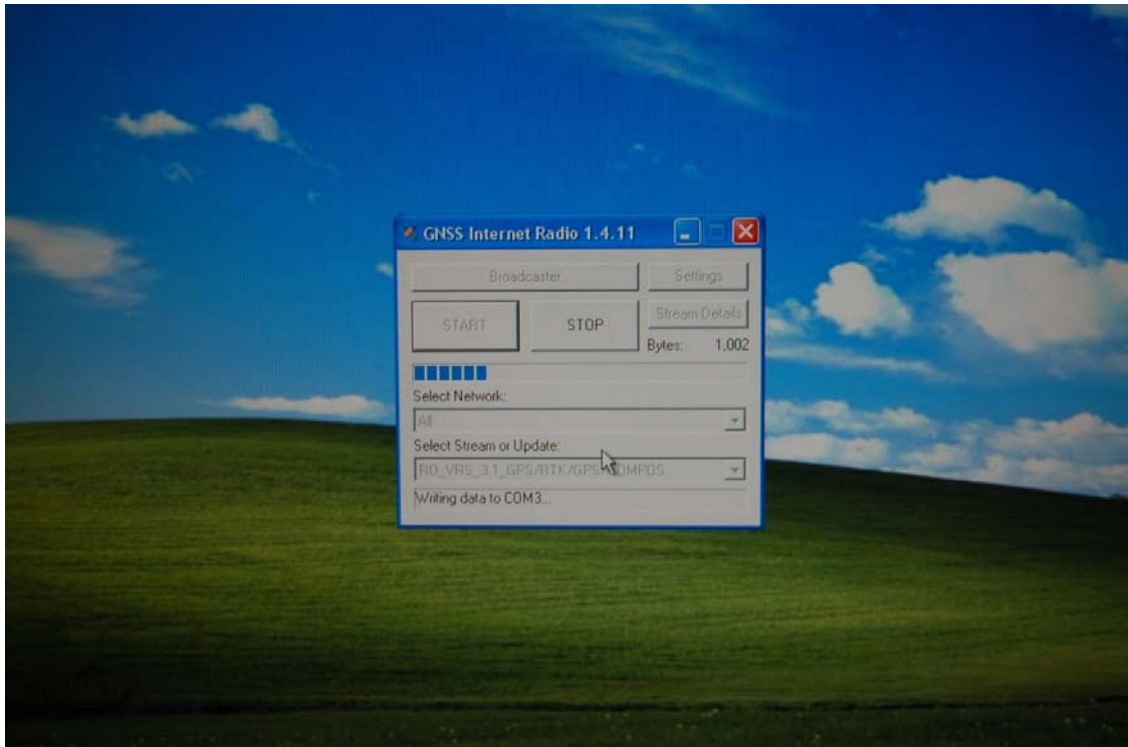 GNSS Internet Radio 1.4.11
Broadcaster
Settings
START
STOP
Stream Details
Bytes: 1,002
Select Network:
All
Select Stream or Update:
Writing data to COM3...